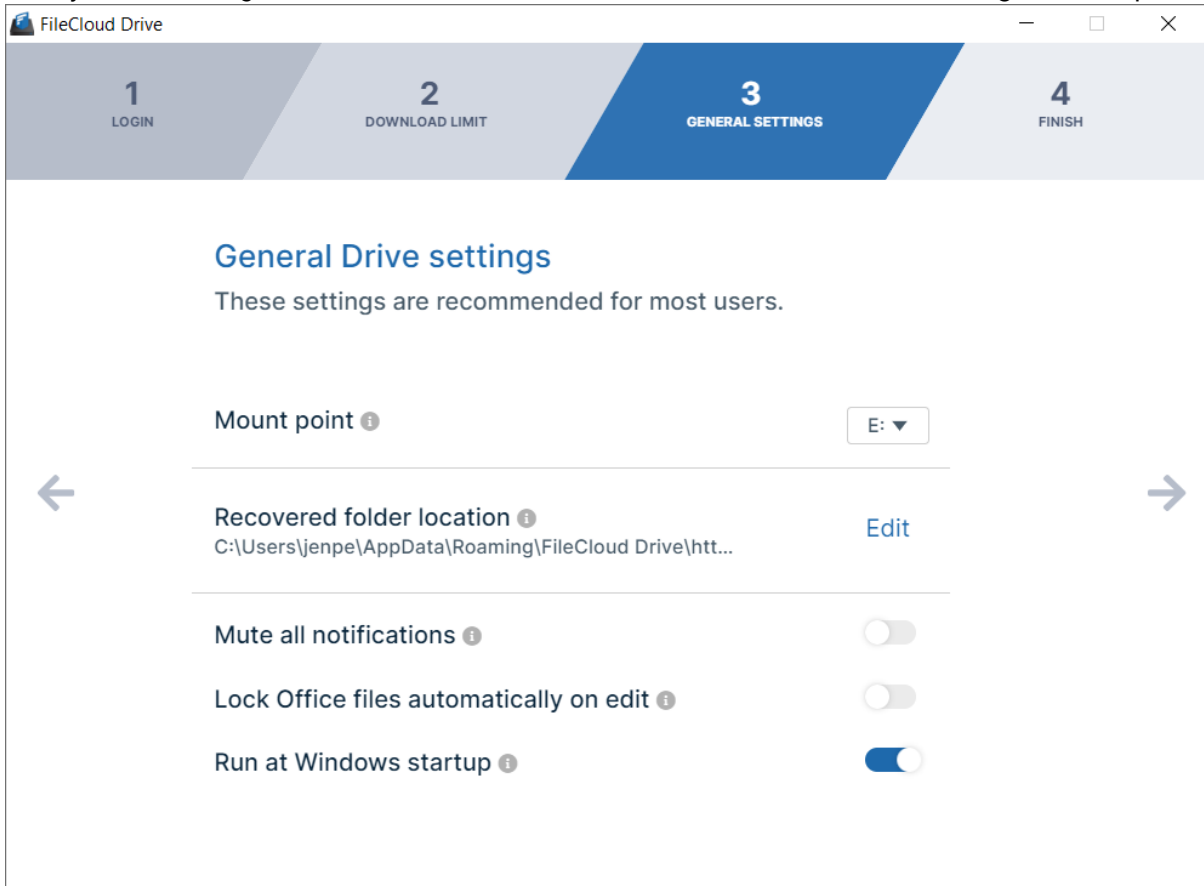 FileCloud Drive
1
LOGIN
2
DOWNLOAD LIMIT
3
GENERAL SETTINGS
4
FINISH
General Drive settings
These settings are recommended for most users.
Mount point
E:
Recovered folder location
C:\Users\jenpe\AppData\Roaming\FileCloud Drive\htt...
Edit
Mute all notifications
Lock Office files automatically on edit
Run at Windows startup